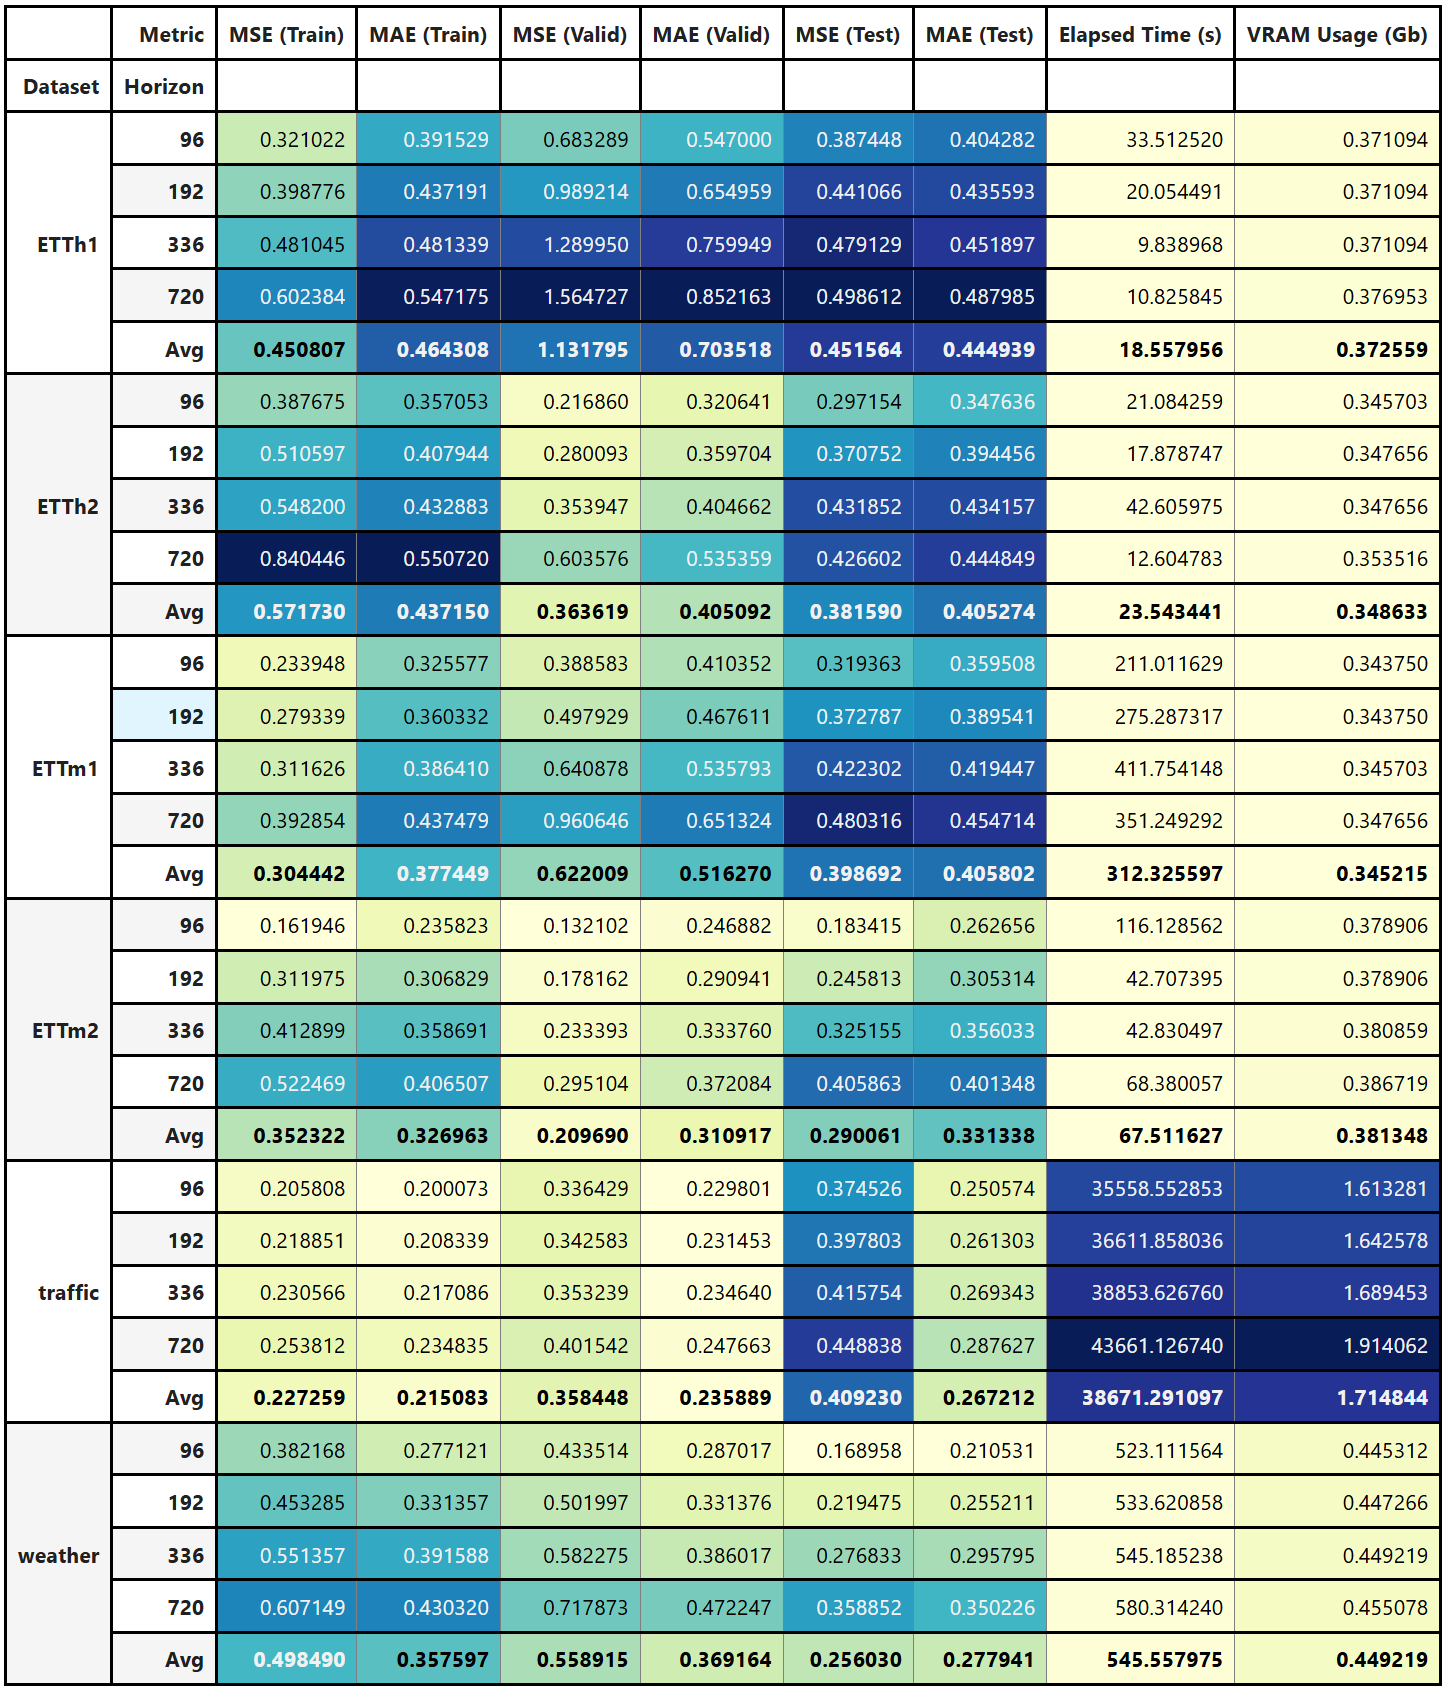 Metric MSE (Train) MAE (Train) MSE (Valid) MAE (Valid) MSE (Test) MAE (Test) Elapsed Time (s) VRAM Usage (Gb)
Dataset Horizon
ETTh1 96 0.321022 0.391529 0.683289 0.547000 0.387448 0.404282 33.512520 0.371094
192 0.398776 0.437191 0.989214 0.654959 0.441066 0.435593 20.054491 0.371094
336 0.481045 0.481339 1.289950 0.759949 0.479129 0.451897 9.838968 0.371094
720 0.602384 0.547175 1.564727 0.852163 0.498612 0.487985 10.825845 0.376953
Avg 0.450807 0.464308 1.131795 0.703518 0.451564 0.444939 18.557956 0.372559
ETTh2 96 0.387675 0.357053 0.216860 0.320641 0.297154 0.347636 21.084259 0.345703
192 0.510597 0.407944 0.280093 0.359704 0.370752 0.394456 17.878747 0.347656
336 0.548200 0.432883 0.353947 0.404662 0.431852 0.434157 42.605975 0.347656
720 0.840446 0.550720 0.603576 0.535359 0.426602 0.444849 12.604783 0.353516
Avg 0.571730 0.437150 0.363619 0.405092 0.381590 0.405274 23.543441 0.348633
ETTm1 96 0.233948 0.325577 0.388583 0.410352 0.319363 0.359508 211.011629 0.343750
192 0.279339 0.360332 0.497929 0.467611 0.372787 0.389541 275.287317 0.343750
336 0.311626 0.386410 0.640878 0.535793 0.422302 0.419447 411.754148 0.345703
720 0.392854 0.437479 0.960646 0.651324 0.480316 0.454714 351.249292 0.347656
Avg 0.304442 0.377449 0.622009 0.516270 0.398692 0.405802 312.325597 0.345215
ETTm2 96 0.161946 0.235823 0.132102 0.246882 0.183415 0.262656 116.128562 0.378906
192 0.311975 0.306829 0.178162 0.290941 0.245813 0.305314 42.707395 0.378906
336 0.412899 0.358691 0.233393 0.333760 0.325155 0.356033 42.830497 0.380859
720 0.522469 0.406507 0.295104 0.372084 0.405863 0.401348 68.380057 0.386719
Avg 0.352322 0.326963 0.209690 0.310917 0.290061 0.331338 67.511627 0.381348
traffic 96 0.205808 0.200073 0.336429 0.229801 0.374526 0.250574 35558.552853 1.613281
192 0.218851 0.208339 0.342583 0.231453 0.397803 0.261303 36611.858036 1.642578
336 0.230566 0.217086 0.353239 0.234640 0.415754 0.269343 38853.626760 1.689453
720 0.253812 0.234835 0.401542 0.247663 0.448838 0.287627 43661.126740 1.914062
Avg 0.227259 0.215083 0.358448 0.235889 0.409230 0.267212 38671.291097 1.714844
weather 96 0.382168 0.277121 0.433514 0.287017 0.168958 0.210531 523.111564 0.445312
192 0.453285 0.331357 0.501997 0.331376 0.219475 0.255211 533.620858 0.447266
336 0.551357 0.391588 0.582275 0.386017 0.276833 0.295795 545.185238 0.449219
720 0.607149 0.430320 0.717873 0.472247 0.358852 0.350226 580.314240 0.455078
Avg 0.498490 0.357597 0.558915 0.369164 0.256030 0.277941 545.557975 0.449219